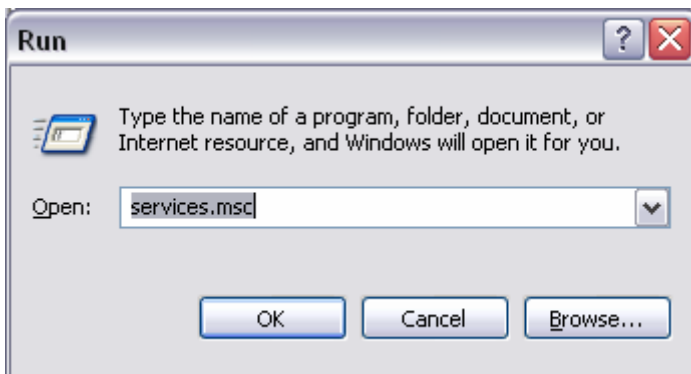 Run
Type the name of a program, folder, document, or
Internet resource, and Windows will open it for you.
Open: services.msc
OK Cancel Browse...